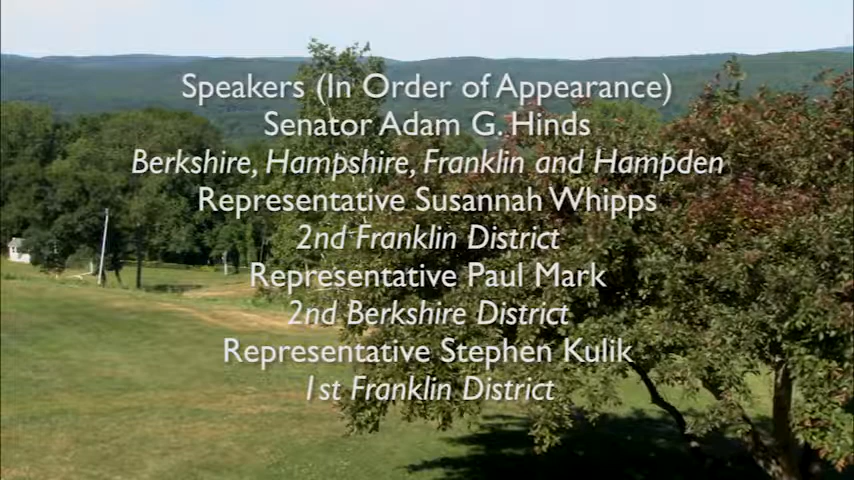 Speakers (In Order of Appearance)
Senator Adam G. Hinds
Berkshire, Hampshire, Franklin and Hampden
Representative Susannah Whipps
2nd Franklin District
Representative Paul Mark
2nd Berkshire District
Representative Stephen Kulik
1st Franklin District